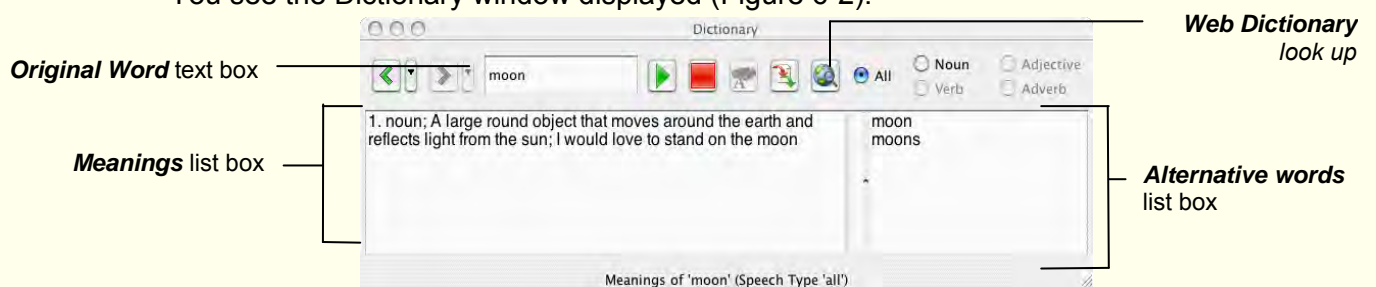 You see the Dictionary window displayed (Figure 6-2).
Dictionary
Web Dictionary
look up
Original Word text box
moon
All
Noun
Adjective
Verb
Adverb
1. noun; A large round object that moves around the earth and
reflects light from the sun; I would love to stand on the moon
moon
moons
Meanings list box
Alternative words
list box
Meanings of 'moon' (Speech Type 'all')